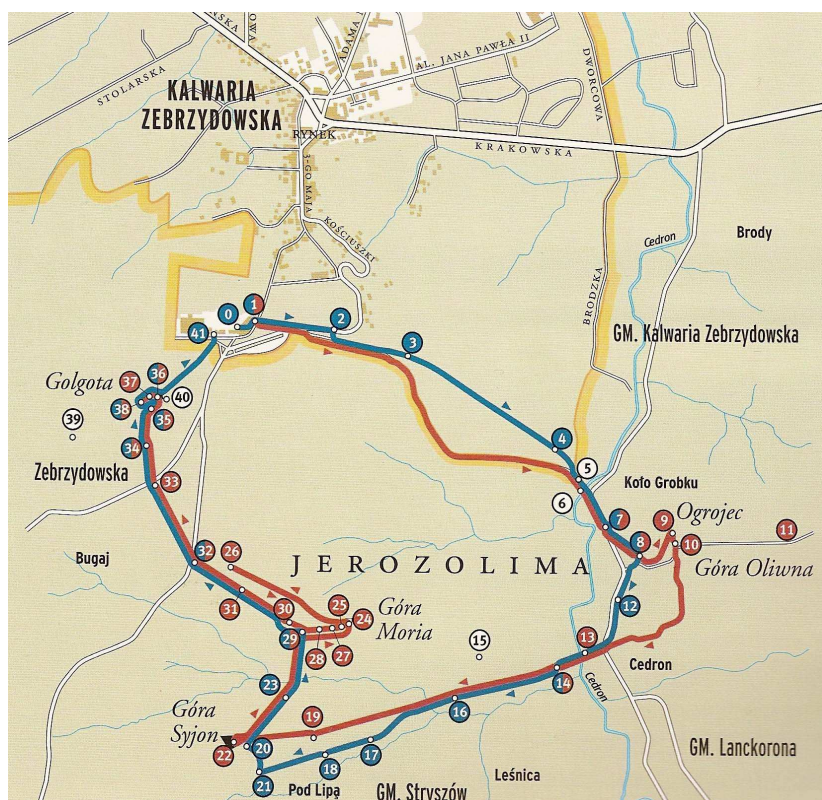 STOLARSKA
ADAMA
AL. JANA PAWŁA II
DWORCOWA
KALWARIA
ZEBRZYDOWSKA
RYNEK
KRAKOWSKA
3-GO MAJA
KOŚCIUSZKI
Cedron
Brody
BRODZKA
GM. Kalwaria Zebrzydowska
0
1
2
3
41
Golgota
37
36
40
38
35
39
34
4
5
6
Zebrzydowska
33
Koło Grobku
7
9
Ogrojec
11
8
10
Bugaj
32
26
JEROZOLIMA
Góra Oliwna
31
30
25
24
Góra
Moria
12
29
28
27
15
13
Cedron
14
Cedron
23
16
Góra
Syjon
19
22
20
17
18
21
GM. Lanckorona
Pod Lipą
Leśnica
GM. Stryszów